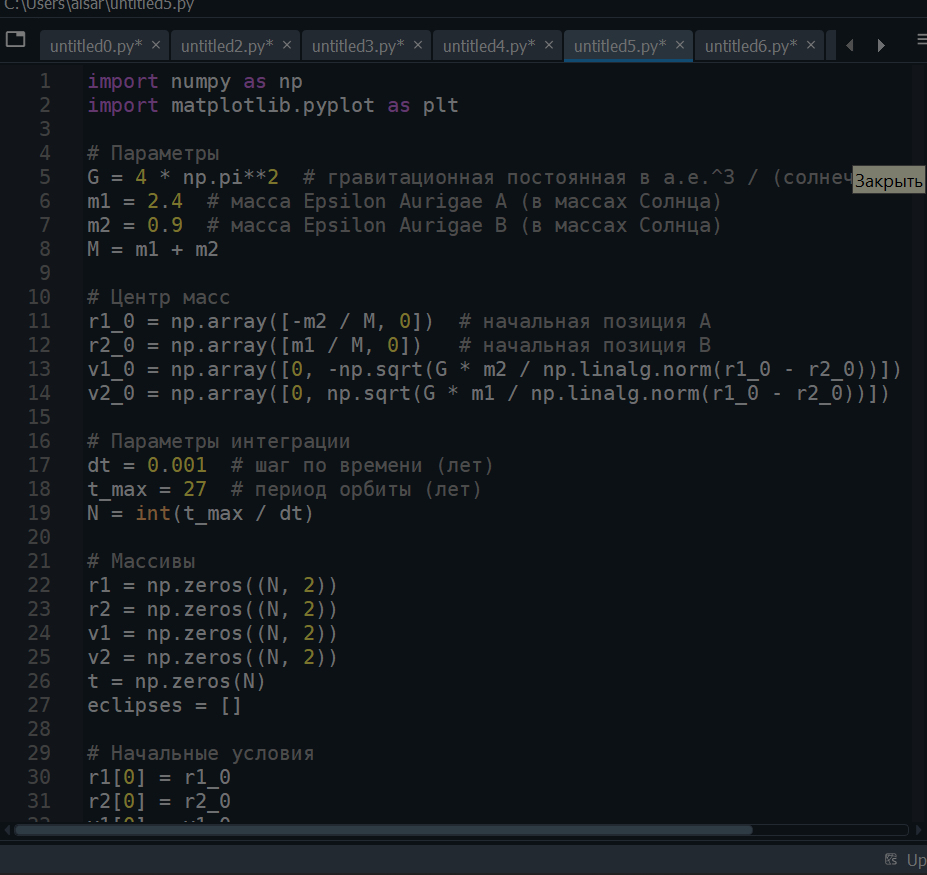 C:\Users\aisar\untitled5.py
untitled0.py* × untitled2.py* × untitled3.py* × untitled4.py* × untitled5.py* × untitled6.py* ×
1 import numpy as np
2 import matplotlib.pyplot as plt
3
4 # Параметры
5 G = 4 * np.pi**2  # гравитационная постоянная в а.е.^3 / (солнеч
Закрыть
6 m1 = 2.4  # масса Epsilon Aurigae A (в массах Солнца)
7 m2 = 0.9  # масса Epsilon Aurigae B (в массах Солнца)
8 M = m1 + m2
9
10 # Центр масс
11 r1_0 = np.array([-m2 / M, 0])  # начальная позиция A
12 r2_0 = np.array([m1 / M, 0])   # начальная позиция B
13 v1_0 = np.array([0, -np.sqrt(G * m2 / np.linalg.norm(r1_0 - r2_0))])
14 v2_0 = np.array([0, np.sqrt(G * m1 / np.linalg.norm(r1_0 - r2_0))])
15
16 # Параметры интеграции
17 dt = 0.001  # шаг по времени (лет)
18 t_max = 27  # период орбиты (лет)
19 N = int(t_max / dt)
20
21 # Массивы
22 r1 = np.zeros((N, 2))
23 r2 = np.zeros((N, 2))
24 v1 = np.zeros((N, 2))
25 v2 = np.zeros((N, 2))
26 t = np.zeros(N)
27 eclipses = []
28
29 # Начальные условия
30 r1[0] = r1_0
31 r2[0] = r2_0
Up